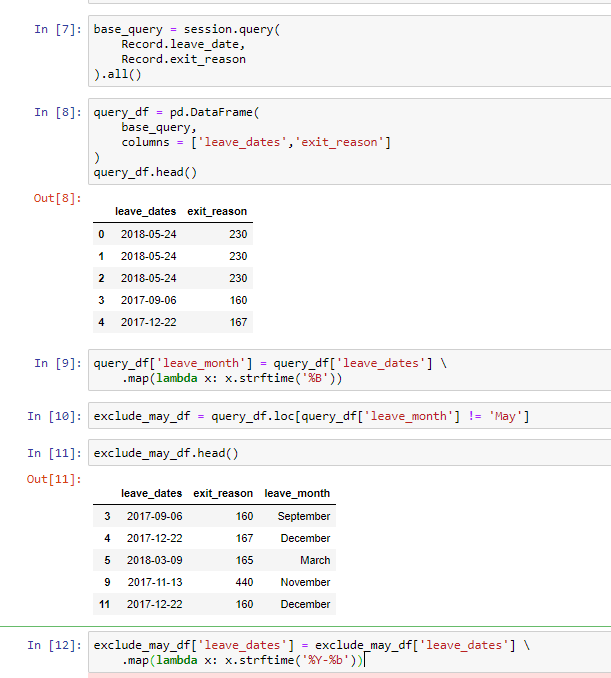 In [7]: base_query = session.query(
Record.leave_date,
Record.exit_reason
).all()
In [8]: query_df = pd.DataFrame(
base_query,
columns = ['leave_dates','exit_reason']
)
query_df.head()
Out[8]:
leave_dates exit_reason
0 2018-05-24 230
1 2018-05-24 230
2 2018-05-24 230
3 2017-09-06 160
4 2017-12-22 167
In [9]: query_df['leave_month'] = query_df['leave_dates'] \
.map(lambda x: x.strftime('%B'))
In [10]: exclude_may_df = query_df.loc[query_df['leave_month'] != 'May']
In [11]: exclude_may_df.head()
Out[11]:
leave_dates exit_reason leave_month
3 2017-09-06 160 September
4 2017-12-22 167 December
5 2018-03-09 165 March
9 2017-11-13 440 November
11 2017-12-22 160 December
In [12]: exclude_may_df['leave_dates'] = exclude_may_df['leave_dates'] \
.map(lambda x: x.strftime('%Y-%b'))